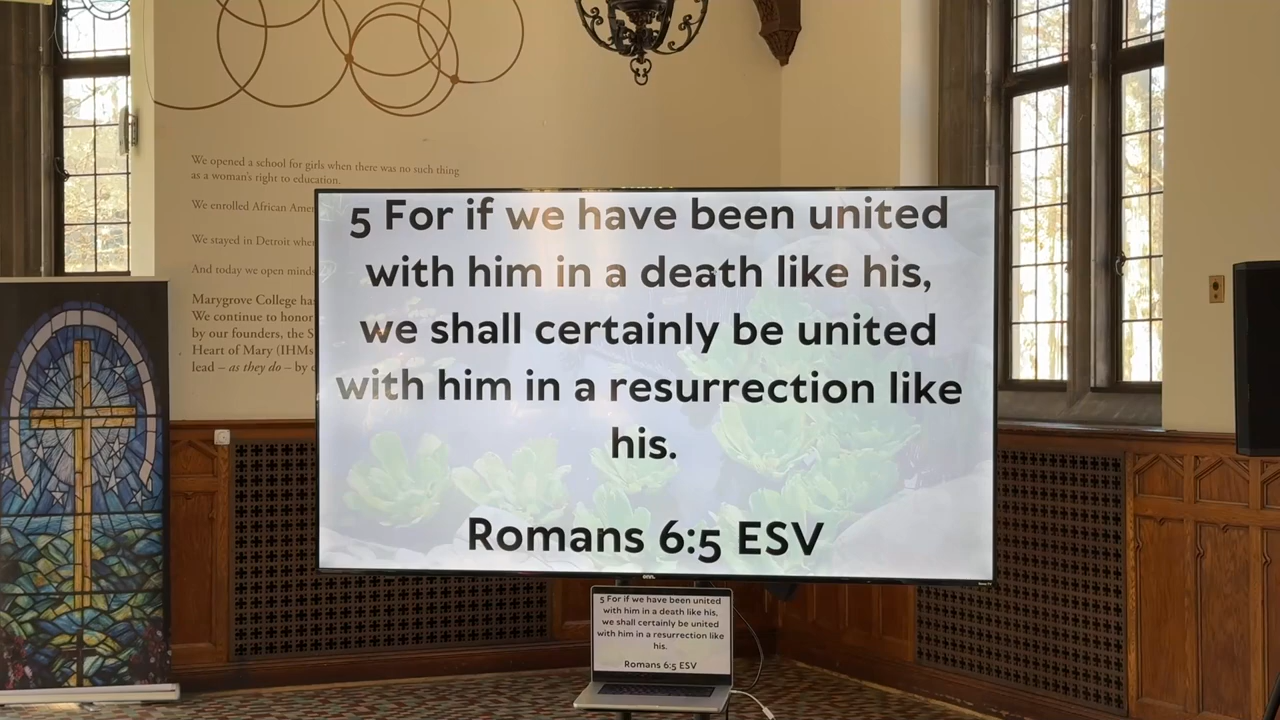 We opened a school for girls when there was no such thing
as a woman's right to education.
We enrolled African
We stayed in Detroit
And today we open minds
Marygrove College
We continue to honor
by our founders, the
Heart of Mary (IHMs
lead – as they do – by
5 For if we have been united
with him in a death like his,
we shall certainly be united
with him in a resurrection like
his.
Romans 6:5 ESV
onn.
Roku TV
5 For if we have been united
with him in a death like his,
we shall certainly be united
with him in a resurrection like
his.
Romans 6:5 ESV